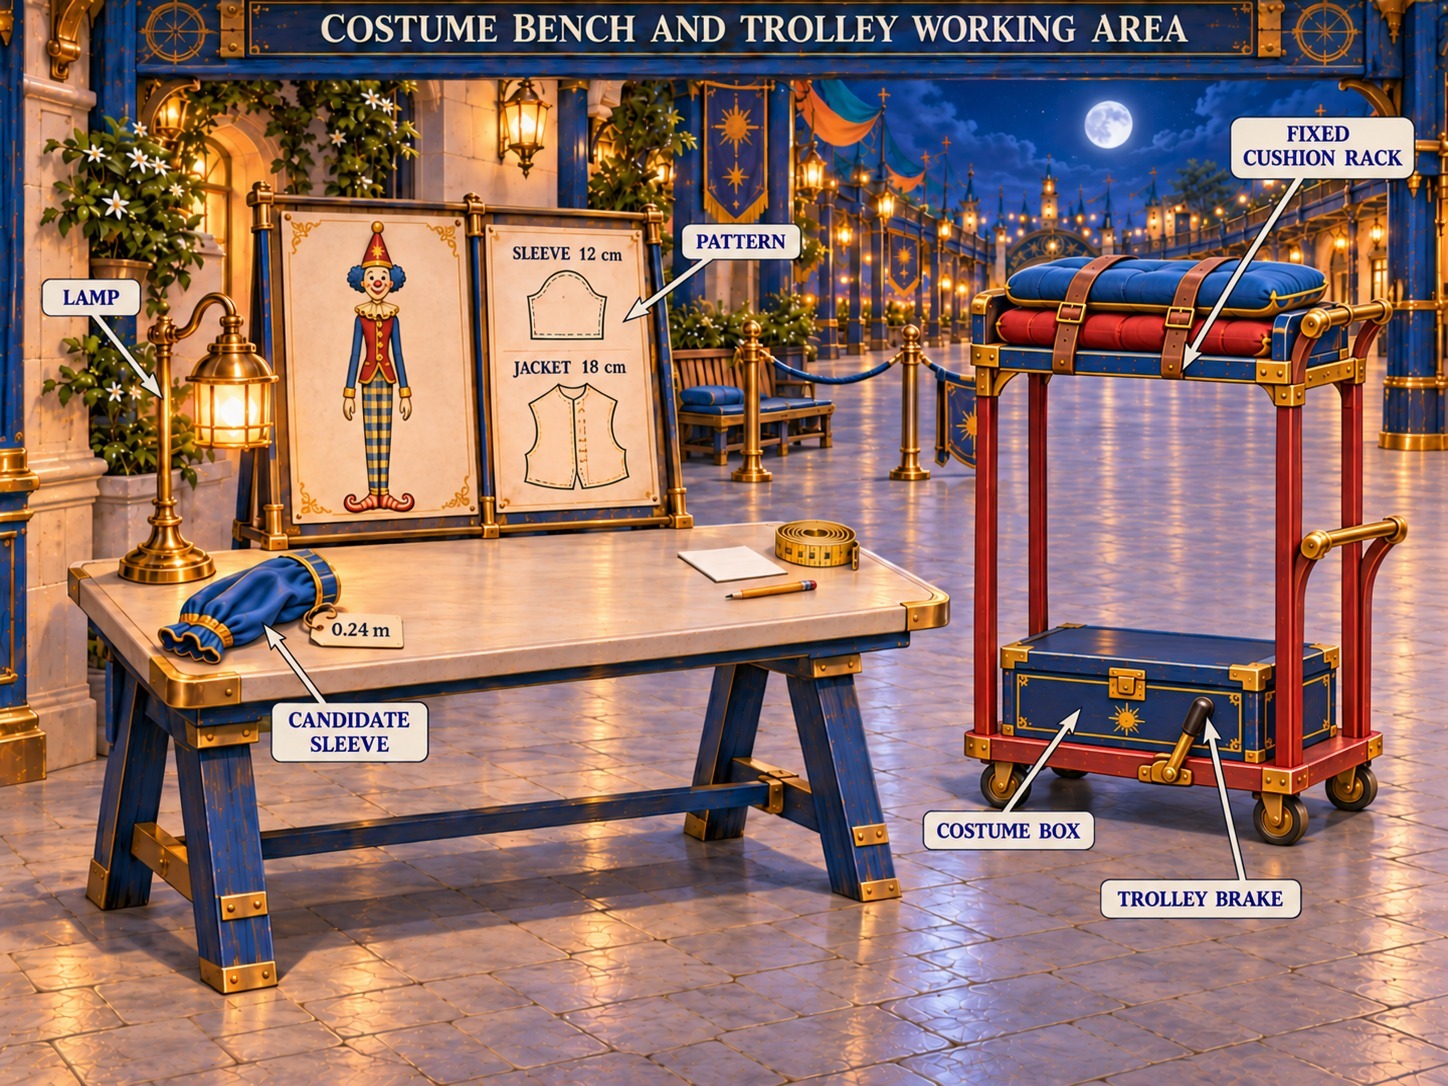 COSTUME BENCH AND TROLLEY WORKING AREA
FIXED
CUSHION RACK
PATTERN
SLEEVE 12 cm
LAMP
JACKET 18 cm
0.24 m
CANDIDATE
SLEEVE
COSTUME BOX
TROLLEY BRAKE